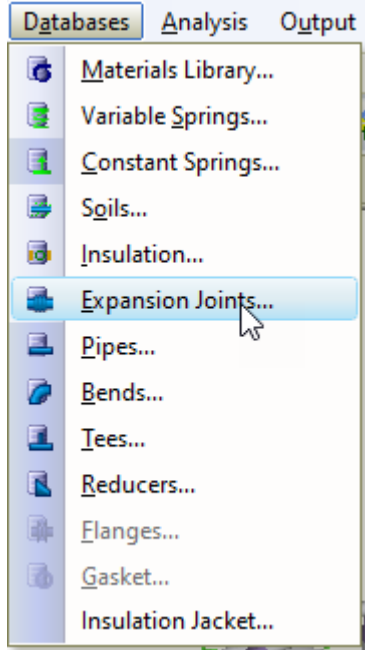 Databases Analysis Output
Materials Library...
Variable Springs...
Constant Springs...
Soils...
Insulation...
Expansion Joints...
Pipes...
Bends...
Tees...
Reducers...
Flanges...
Gasket...
Insulation Jacket...